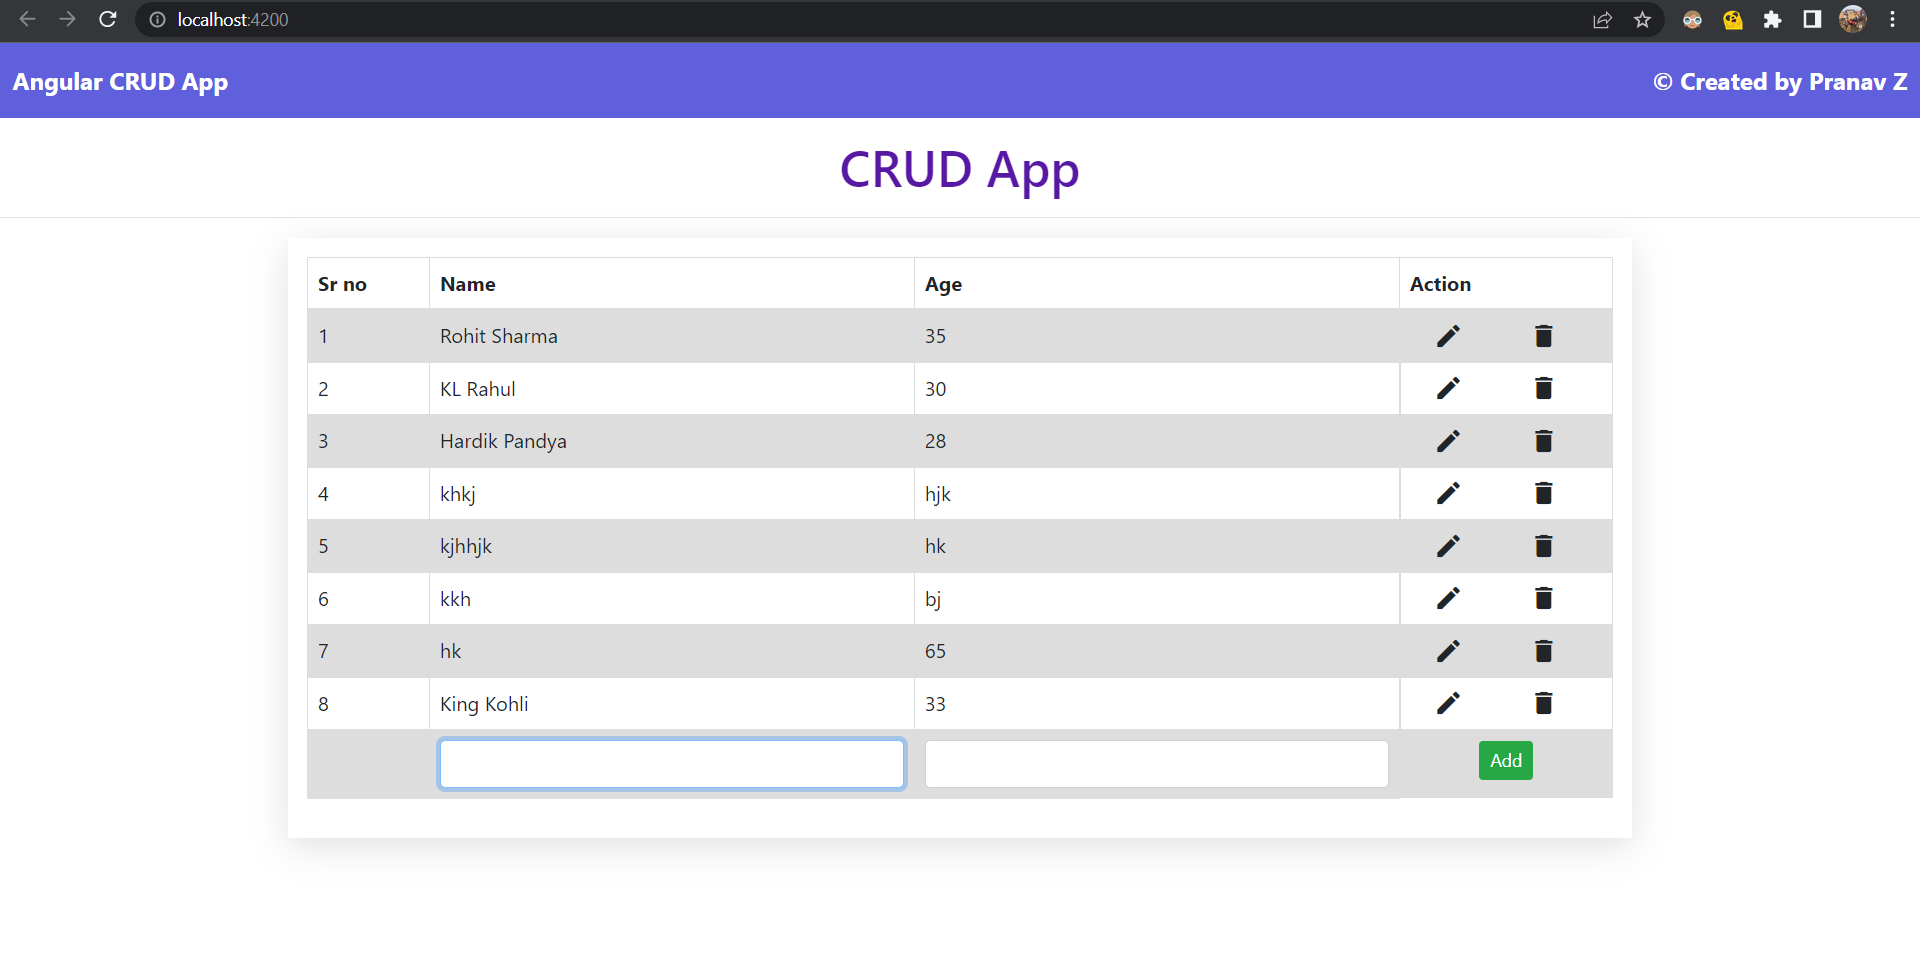 localhost:4200
Angular CRUD App © Created by Pranav Z
CRUD App
Sr no Name Age Action
1 Rohit Sharma 35
2 KL Rahul 30
3 Hardik Pandya 28
4 khkj hjk
5 kjhhjk hk
6 kkh bj
7 hk 65
8 King Kohli 33
Add